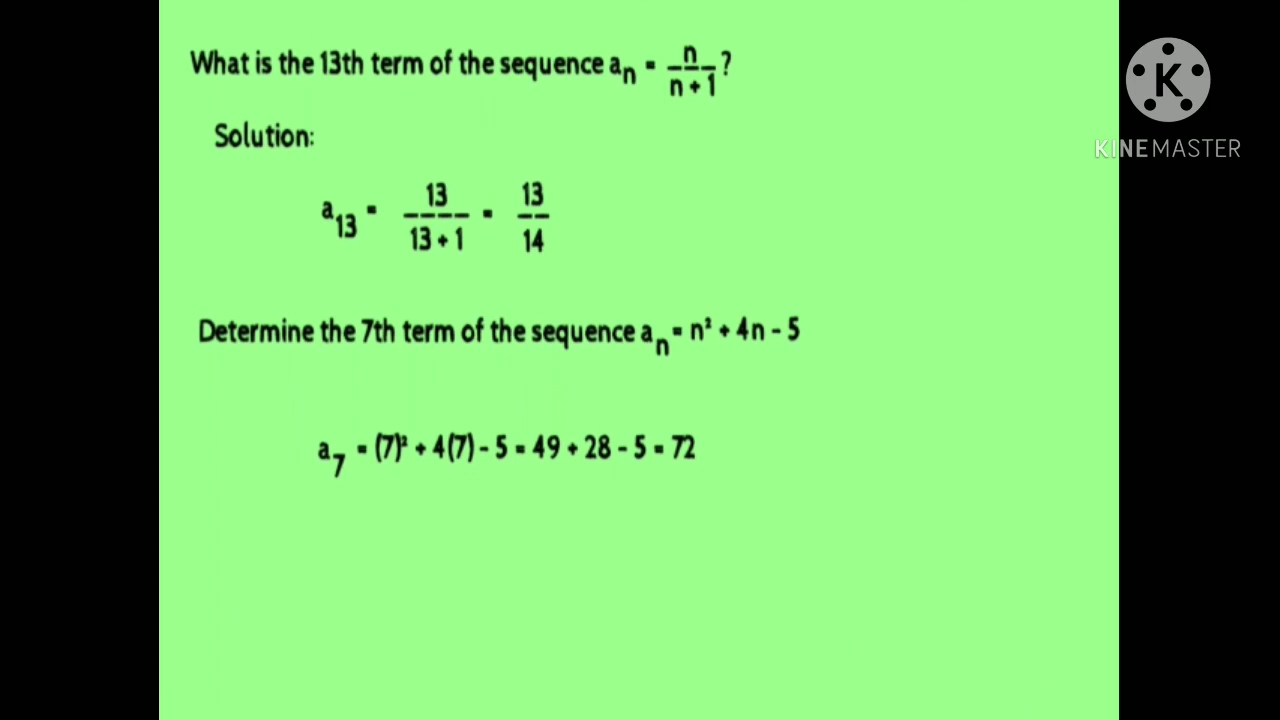 What is the 13th term of the sequence aₙ = n/(n + 1)?
Solution:
a₁₃ = 13/(13 + 1) = 13/14
Determine the 7th term of the sequence aₙ = n² + 4n - 5
a₇ = (7)² + 4(7) - 5 = 49 + 28 - 5 = 72
K
KINEMASTER